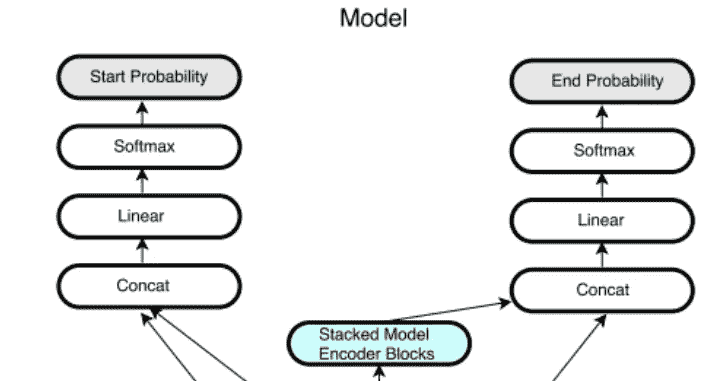 Model
Start Probability
Softmax
Linear
Concat
End Probability
Softmax
Linear
Concat
Stacked Model
Encoder Blocks